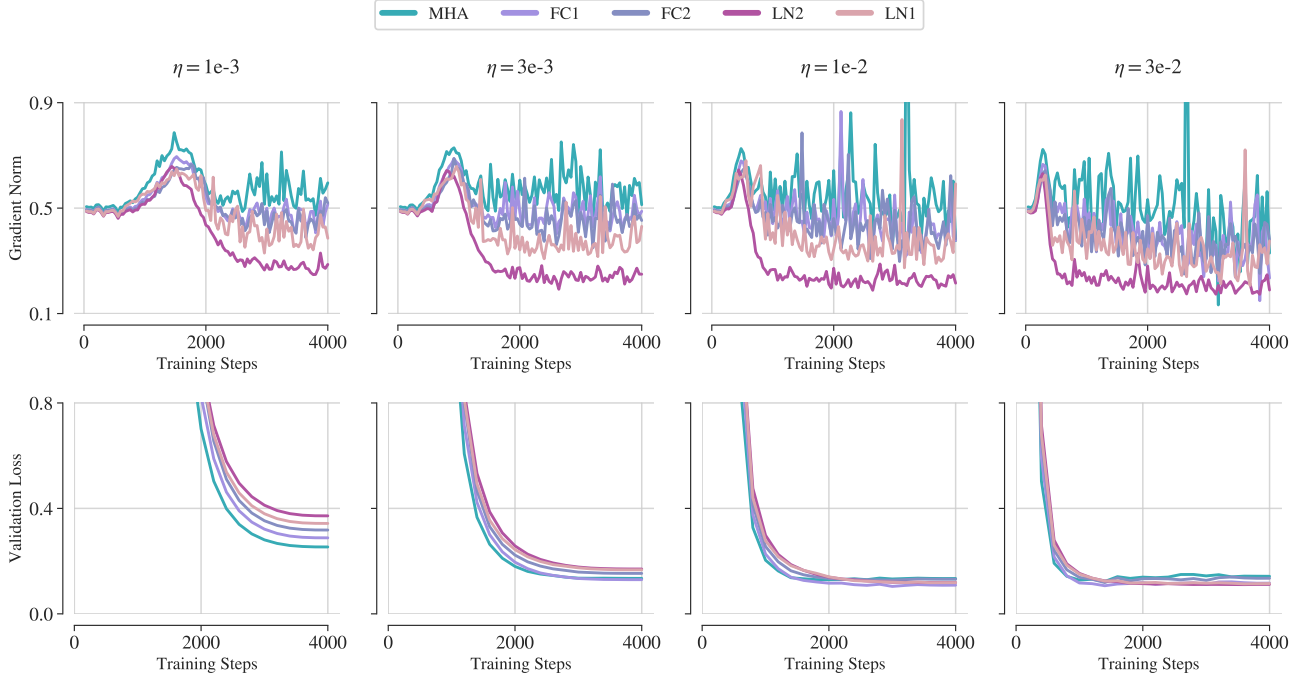 MHA FC1 FC2 LN2 LN1
η = 1e-3 η = 3e-3 η = 1e-2 η = 3e-2
Gradient Norm
0.9
0.5
0.1
0 2000 4000 0 2000 4000 0 2000 4000 0 2000 4000
Training Steps Training Steps Training Steps Training Steps
Validation Loss
0.8
0.4
0.0
0 2000 4000 0 2000 4000 0 2000 4000 0 2000 4000
Training Steps Training Steps Training Steps Training Steps